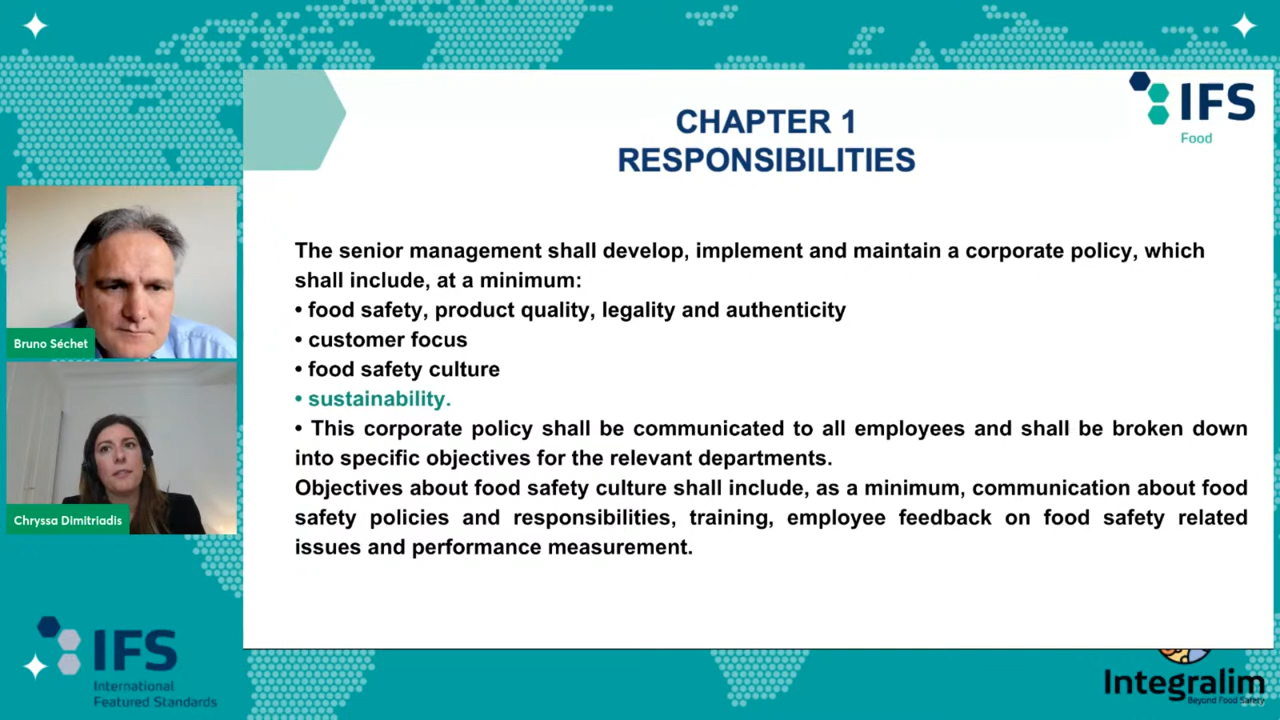 IFS
Food
CHAPTER 1
RESPONSIBILITIES
The senior management shall develop, implement and maintain a corporate policy, which
shall include, at a minimum:
• food safety, product quality, legality and authenticity
• customer focus
• food safety culture
• sustainability.
• This corporate policy shall be communicated to all employees and shall be broken down
into specific objectives for the relevant departments.
Objectives about food safety culture shall include, as a minimum, communication about food
safety policies and responsibilities, training, employee feedback on food safety related
issues and performance measurement.
Bruno Séchet
Chryssa Dimitriadis
IFS
International
Featured Standards
Integralim
Beyond Food Safety